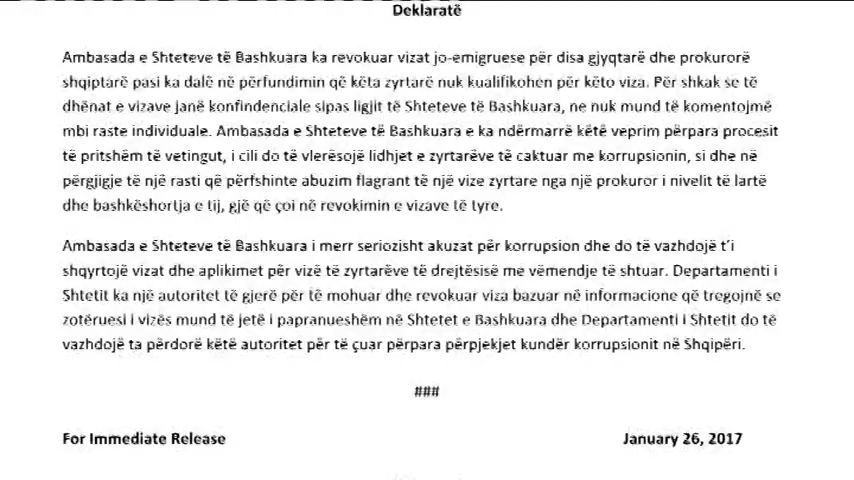 Deklaratë
Ambasada e Shteteve të Bashkuara ka revokuar vizat jo-emigruese për disa gjyqtarë dhe prokurorë
shqiptarë pasi ka dalë në përfundimin që këta zyrtarë nuk kualifikohen për këto viza. Për shkak se të
dhënat e vizave janë konfindenciale sipas ligjit të Shteteve të Bashkuara, ne nuk mund të komentojmë
mbi raste individuale. Ambasada e Shteteve të Bashkuara e ka ndërmarrë këtë veprim përpara procesit
të pritshëm të vetingut, i cili do të vlerësojë lidhjet e zyrtarëve të caktuar me korrupsionin, si dhe në
përgjigje të një rasti që përfshinte abuzim flagrant të një vize zyrtare nga një prokuror i nivelit të lartë
dhe bashkëshortja e tij, gjë që çoi në revokimin e vizave të tyre.
Ambasada e Shteteve të Bashkuara i merr seriozisht akuzat për korrupsion dhe do të vazhdojë t'i
shqyrtojë vizat dhe aplikimet për vizë të zyrtarëve të drejtësisë me vëmendje të shtuar. Departamenti i
Shtetit ka një autoritet të gjerë për të mohuar dhe revokuar viza bazuar në informacione që tregojnë se
zotëruesi i vizës mund të jetë i papranueshëm në Shtetet e Bashkuara dhe Departamenti i Shtetit do të
vazhdojë ta përdorë këtë autoritet për të çuar përpara përpjekjet kundër korrupsionit në Shqipëri.
###
For Immediate Release January 26, 2017